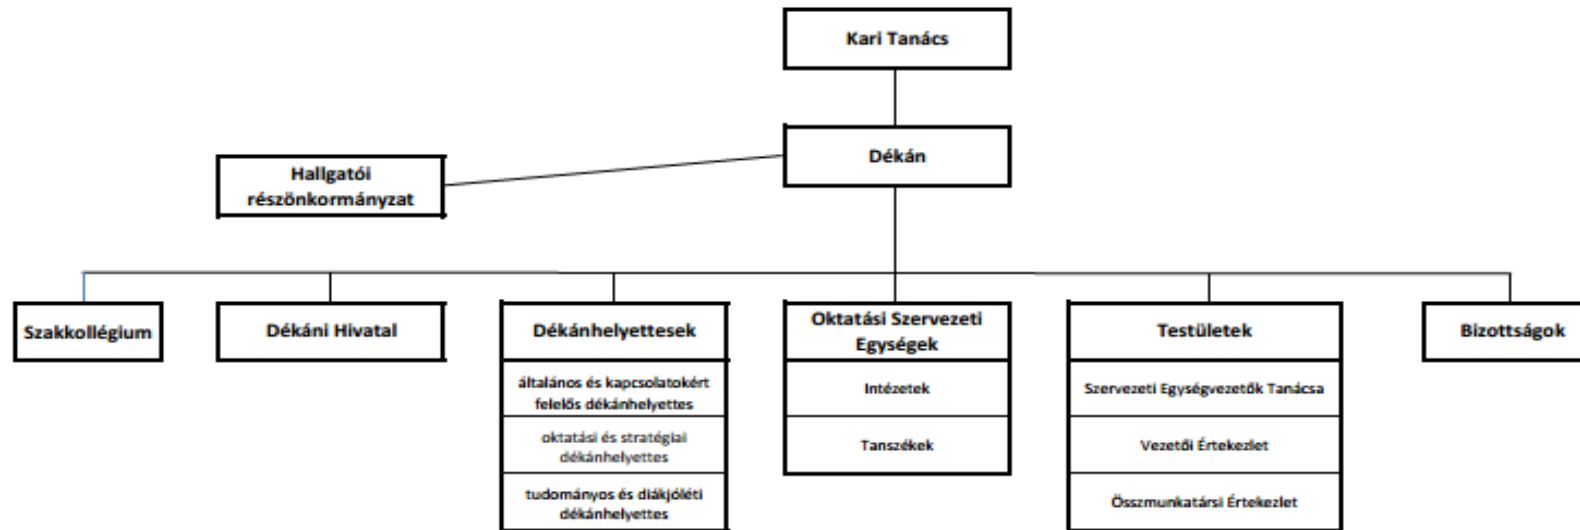 Kari Tanács
Dékán
Hallgatói
részönkormányzat
Szakkollégium
Dékáni Hivatal
Dékánhelyettesek
általános és kapcsolatokért
felelős dékánhelyettes
oktatási és stratégiai
dékánhelyettes
tudományos és diákjóléti
dékánhelyettes
Oktatási Szervezeti
Egységek
Intézetek
Tanszékek
Testületek
Szervezeti Egységvezetők Tanácsa
Vezetői Értekezlet
Összmunkatársi Értekezlet
Bizottságok